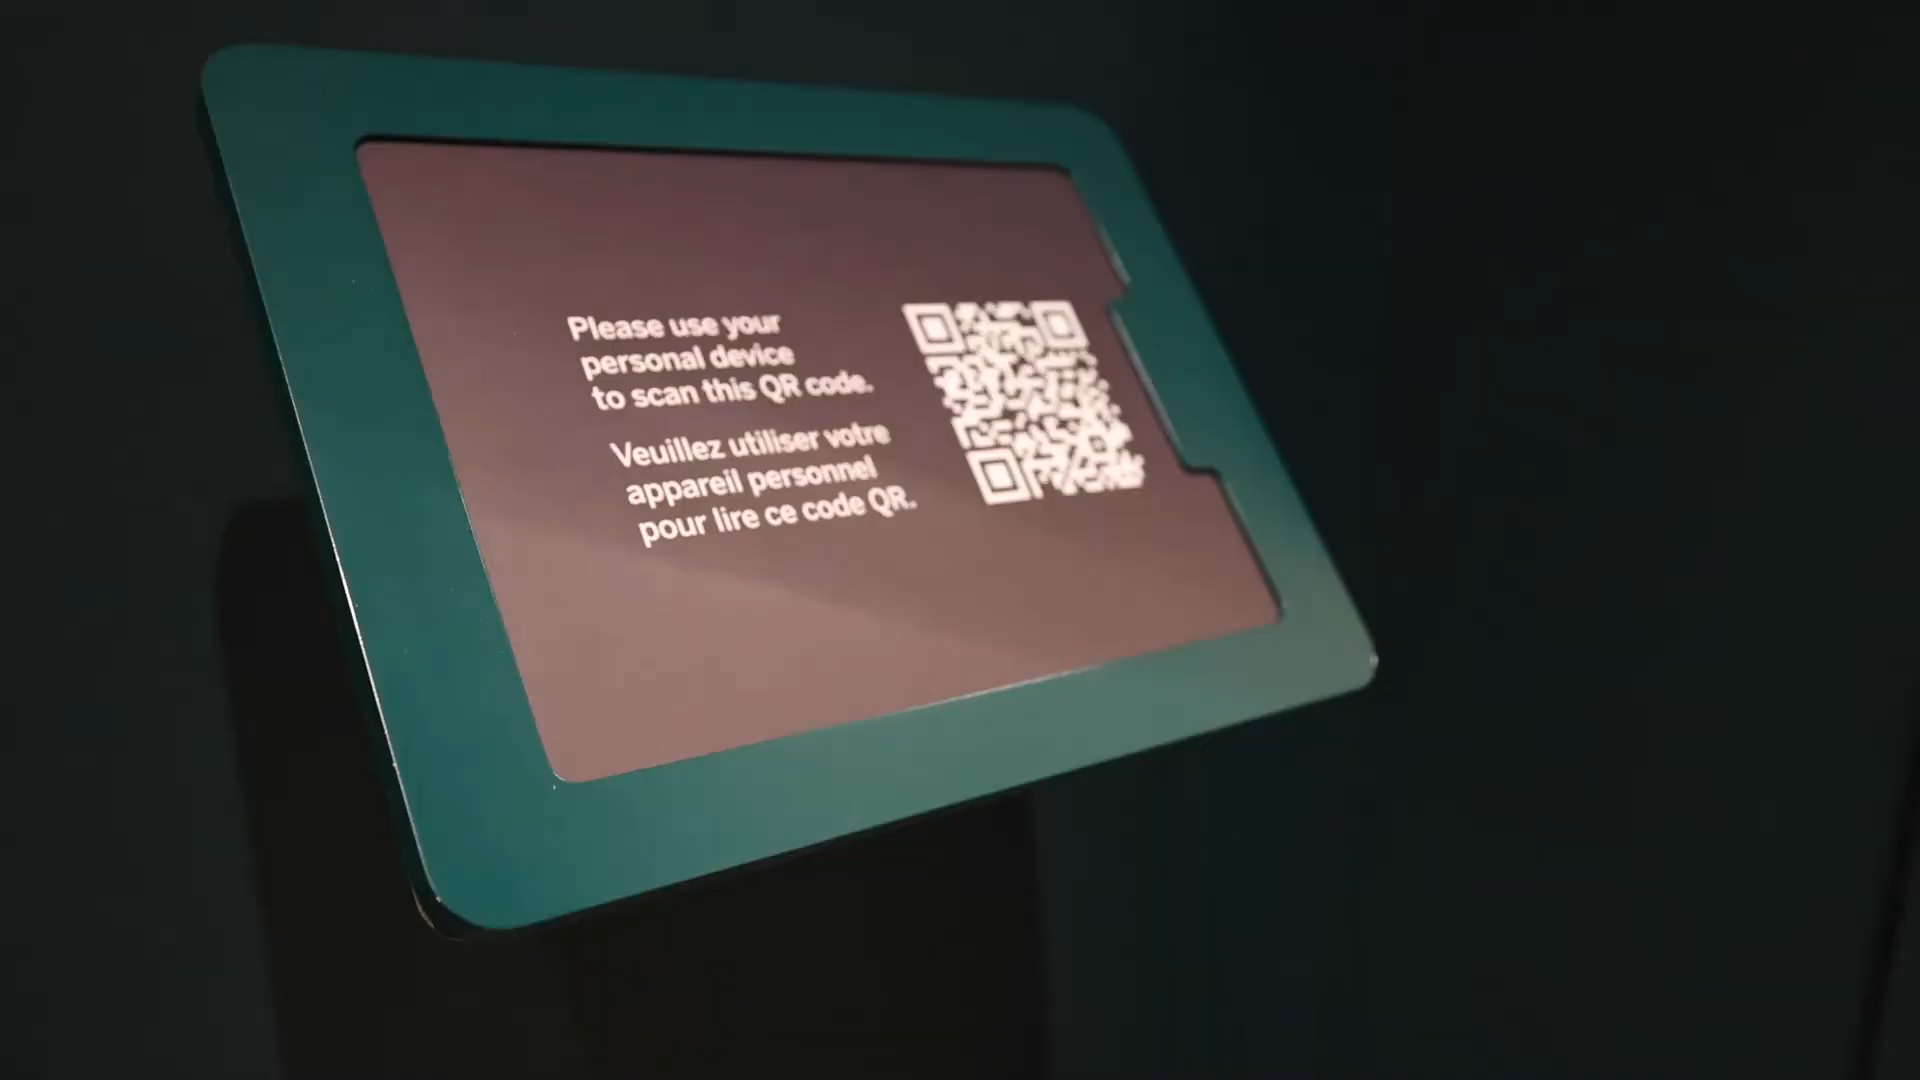 Please use your
personal device
to scan this QR code.
Veuillez utiliser votre
appareil personnel
pour lire ce code QR.